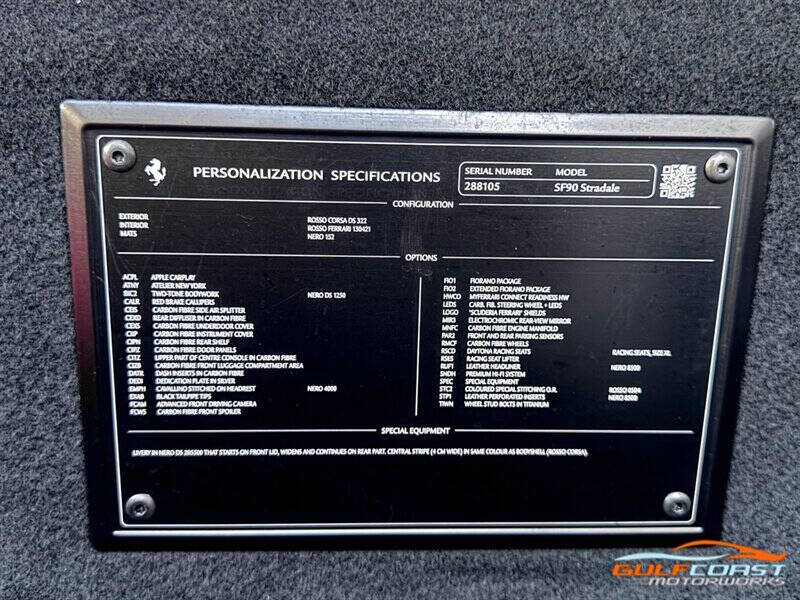 PERSONALIZATION SPECIFICATIONS
SERIAL NUMBER MODEL
288105 SF90 Stradale
CONFIGURATION
EXTERIOR ROSSO CORSA DS 322
INTERIOR ROSSO FERRARI 130421
MATS NERO 152
OPTIONS
ACPL APPLE CARPLAY
ATNY ATELIER NEW YORK
BIC2 TWO-TONE BODYWORK NERO DS 1250
CALR RED BRAKE CALLIPERS
CEIS CARBON FIBRE SIDE AIR SPLITTER
CEXD REAR DIFFUSER IN CARBON FIBRE
CEXS CARBON FIBRE UNDERDOOR COVER
CIIP CARBON FIBRE INSTRUMENT COVER
CIPN CARBON FIBRE REAR SHELF
CIPZ CARBON FIBRE DOOR PANELS
CITZ UPPER PART OF CENTRE CONSOLE IN CARBON FIBRE
CIZB CARBON FIBRE FRONT LUGGAGE COMPARTMENT AREA
DATR DASH INSERTS IN CARBON FIBRE
DEDI DEDICATION PLATE IN SILVER
EMPH CAVALLINO STITCHED ON HEADREST NERO 4000
EXAB BLACK TAILPIPE TIPS
FCAM ADVANCED FRONT DRIVING CAMERA
FCWS CARBON FIBRE FRONT SPOILER
FIO1 FIORANO PACKAGE
FIO2 EXTENDED FIORANO PACKAGE
HWCO MYFERRARI CONNECT READINESS HW
LEDS CARB. FIB. STEERING WHEEL + LEDS
LOGO "SCUDERIA FERRARI" SHIELDS
MIR3 ELECTROCHROMIC REAR-VIEW MIRROR
MNFC CARBON FIBRE ENGINE MANIFOLD
PAR2 FRONT AND REAR PARKING SENSORS
RMCF CARBON FIBRE WHEELS
RSCD DAYTONA RACING SEATS RACING SEATS, SIZE XL
RSES RACING SEAT LIFTER
RUF1 LEATHER HEADLINER NERO 8500
SNDH PREMIUM HI-FI SYSTEM
SPEC SPECIAL EQUIPMENT
STC2 COLOURED SPECIAL STITCHING O.R. ROSSO 0504
STP1 LEATHER PERFORATED INSERTS NERO 8500
TIWN WHEEL STUD BOLTS IN TITANIUM
SPECIAL EQUIPMENT
LIVERY IN NERO DS 295500 THAT STARTS ON FRONT LID, WIDENS AND CONTINUES ON REAR PART. CENTRAL STRIPE (4 CM WIDE) IN SAME COLOUR AS BODYSHELL (ROSSO CORSA).
GULFCOAST
MOTORWORKS